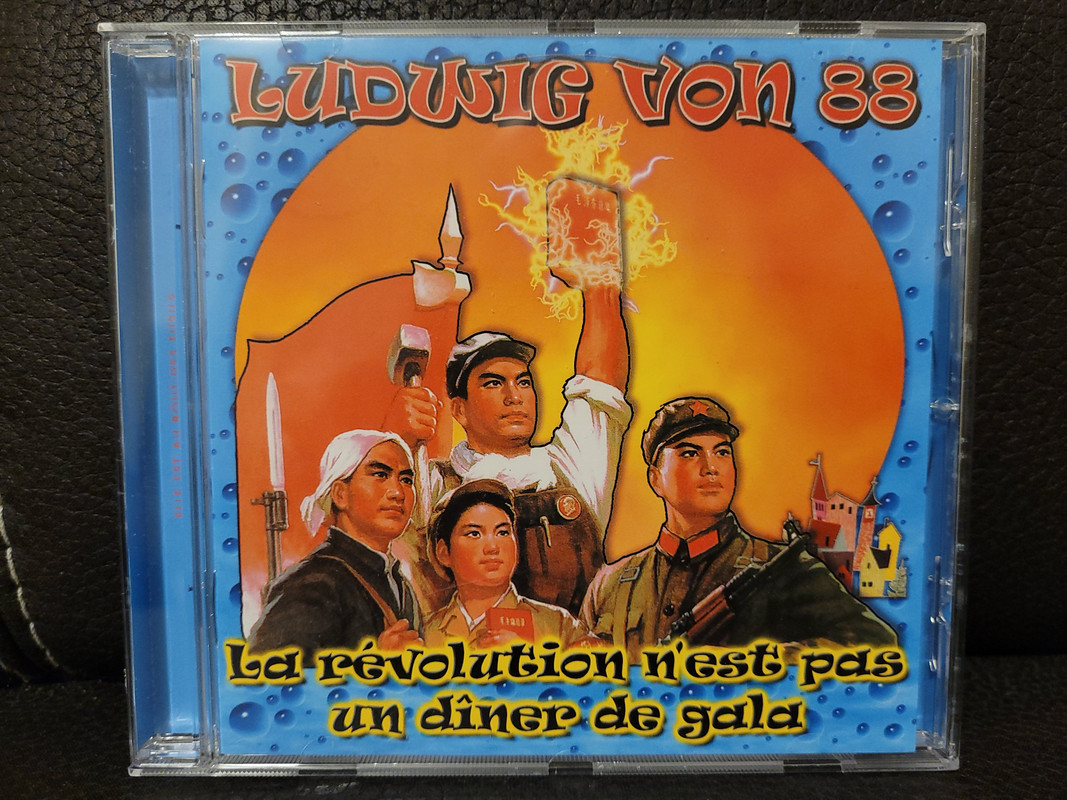 LUDWIG VON 88
La révolution n'est pas
un dîner de gala